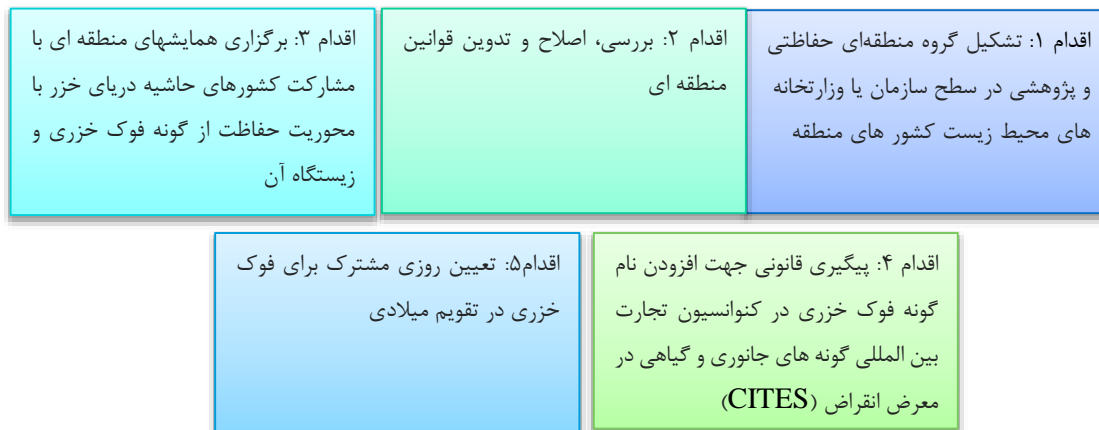 اقدام ۱: تشکیل گروه منطقه‌ای حفاظتی
و پژوهشی در سطح سازمان یا وزارتخانه
های محیط زیست کشور های منطقه
اقدام ۲: بررسی، اصلاح و تدوین قوانین
منطقه ای
اقدام ۳: برگزاری همایشهای منطقه ای با
مشارکت کشورهای حاشیه دریای خزر با
محوریت حفاظت از گونه فوک خزری و
زیستگاه آن
اقدام ۴: پیگیری قانونی جهت افزودن نام
گونه فوک خزری در کنوانسیون تجارت
بین المللی گونه های جانوری و گیاهی در
معرض انقراض (CITES)
اقدام۵: تعیین روزی مشترک برای فوک
خزری در تقویم میلادی